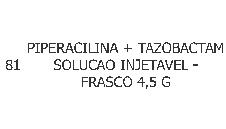 PIPERACILINA + TAZOBACTAM
81 SOLUCAO INJETAVEL -
FRASCO 4,5 G